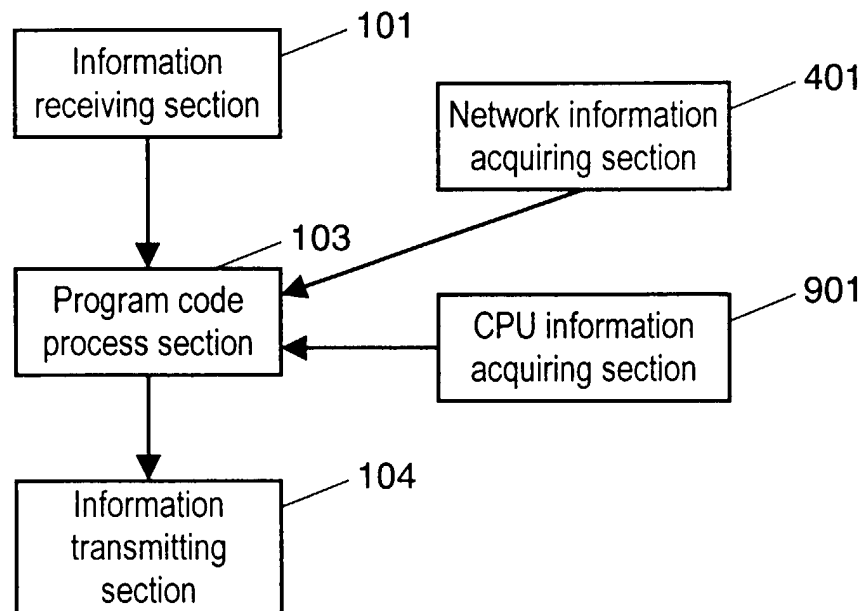 101
Information
receiving section
401
Network information
acquiring section
103
Program code
process section
901
CPU information
acquiring section
104
Information
transmitting
section